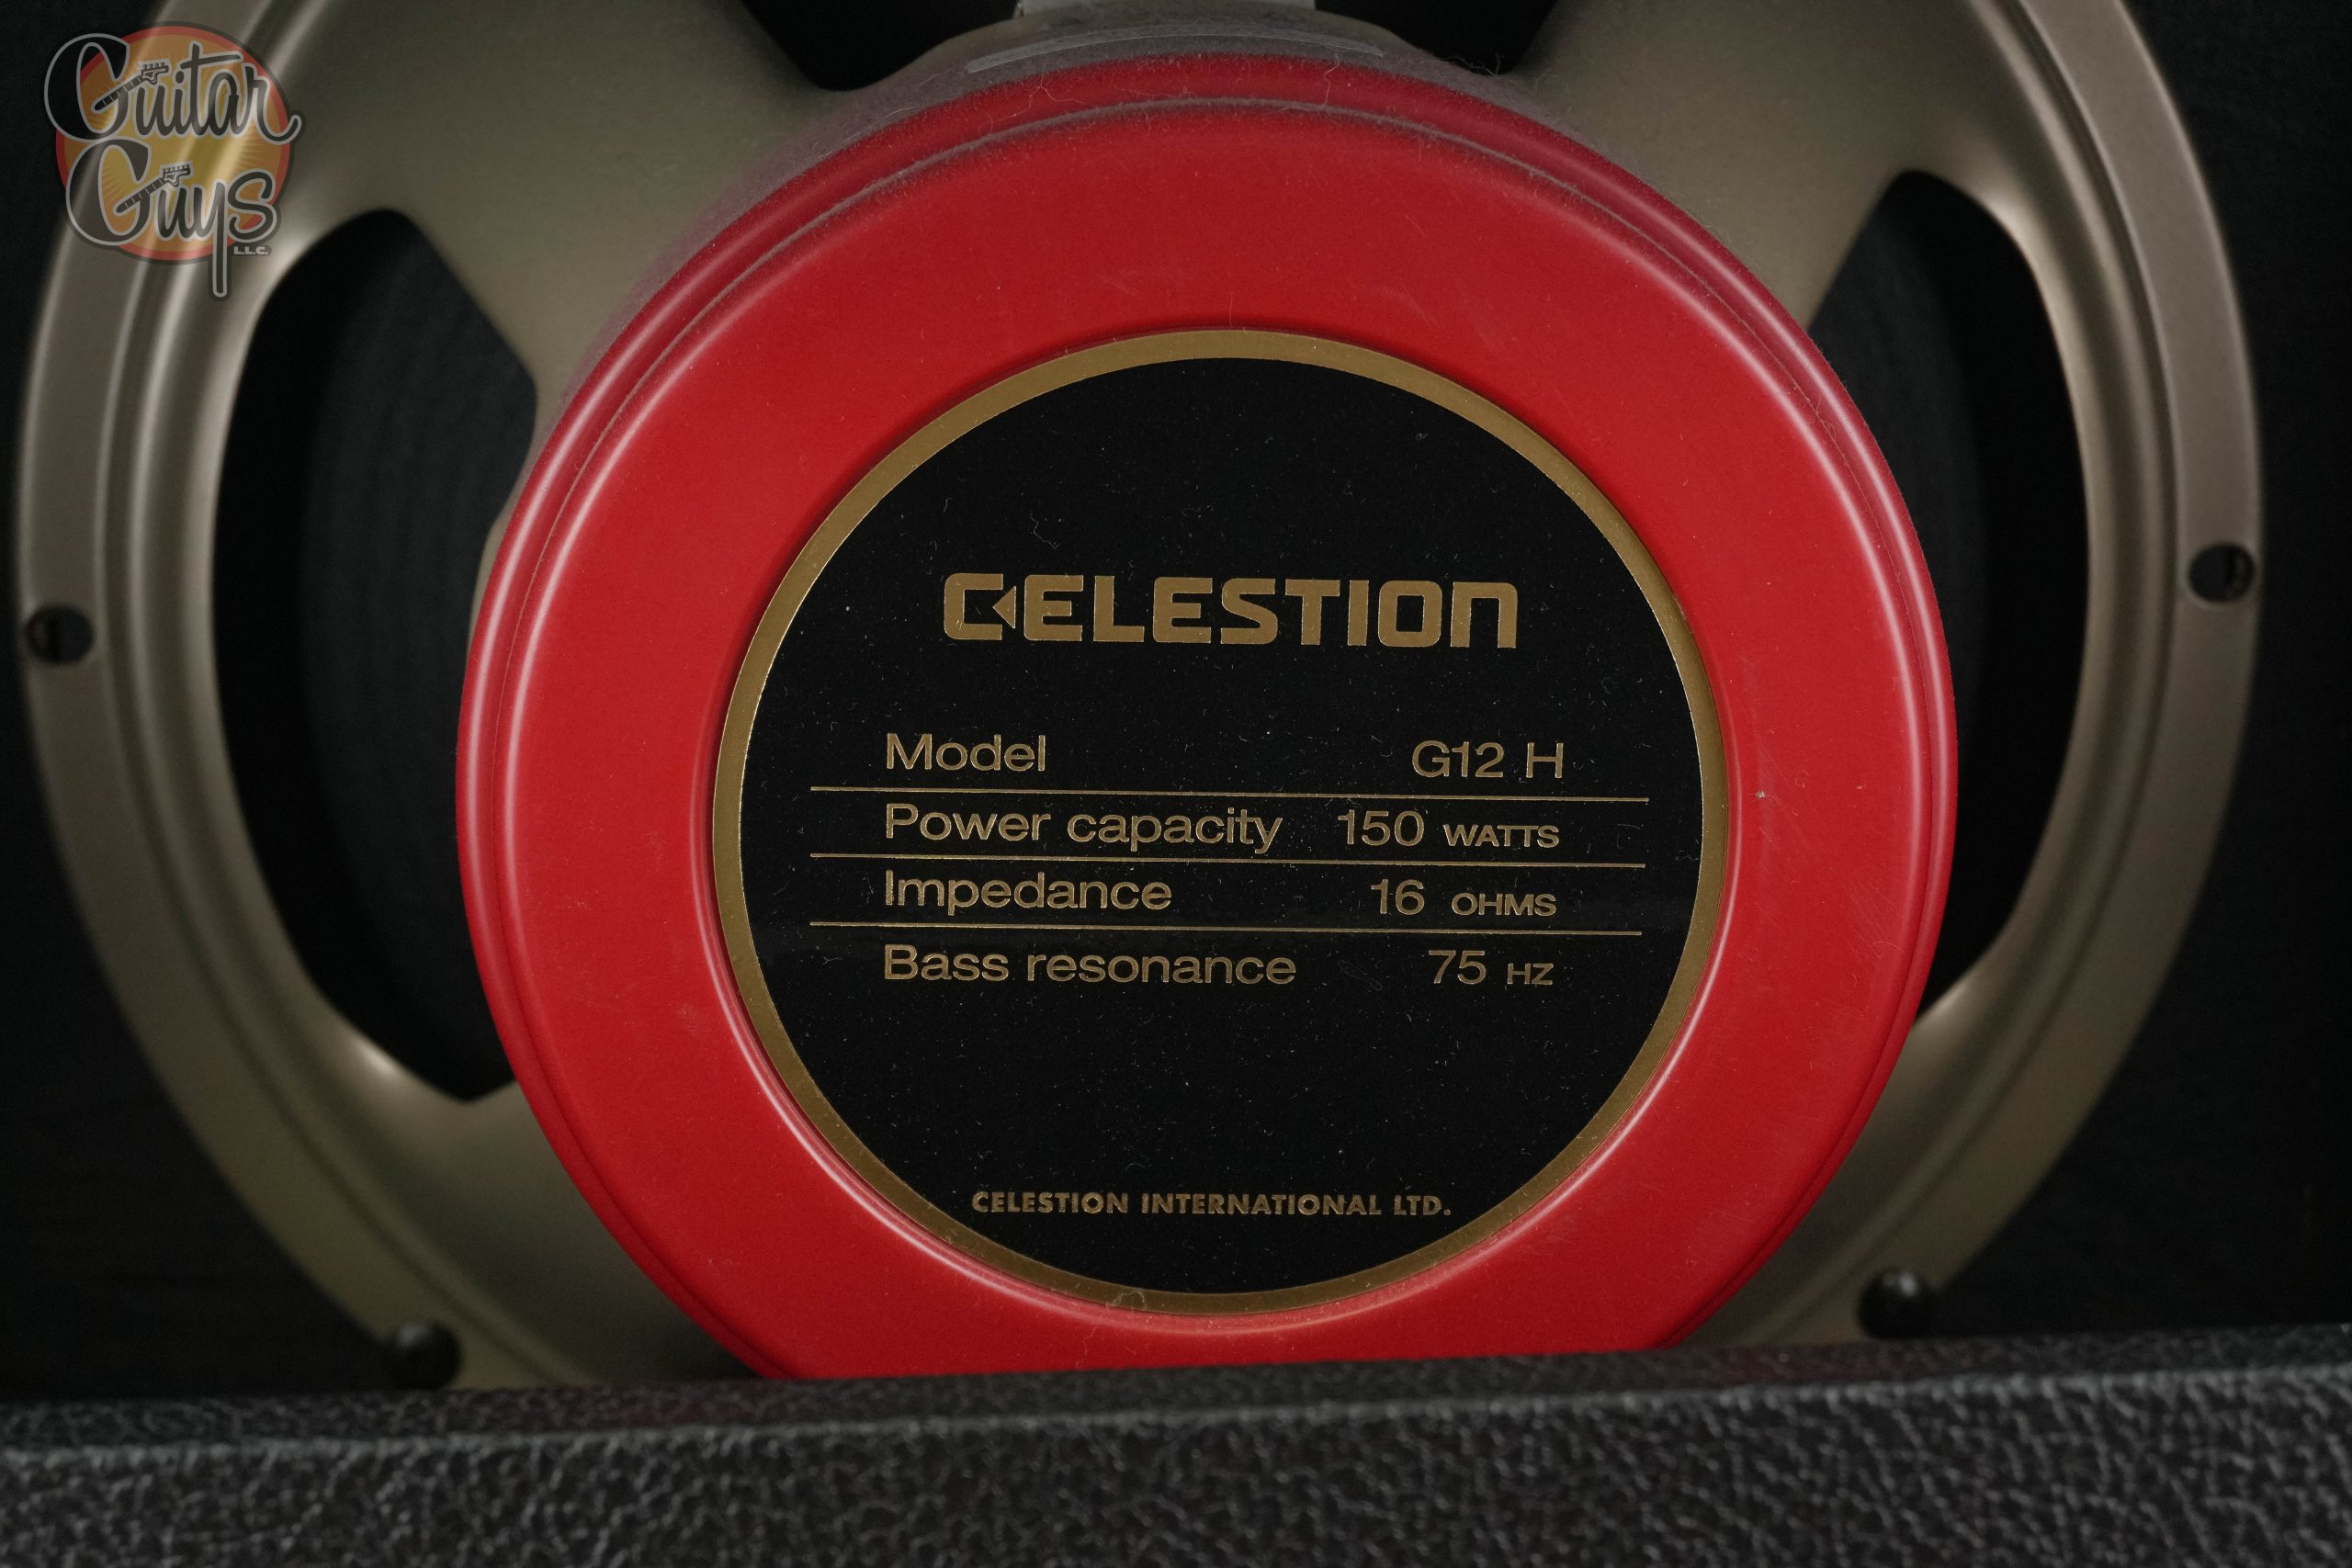 Guitar
Guys
L.L.C.
CELESTION
Model G12 H
Power capacity 150 WATTS
Impedance 16 OHMS
Bass resonance 75 HZ
CELESTION INTERNATIONAL LTD.